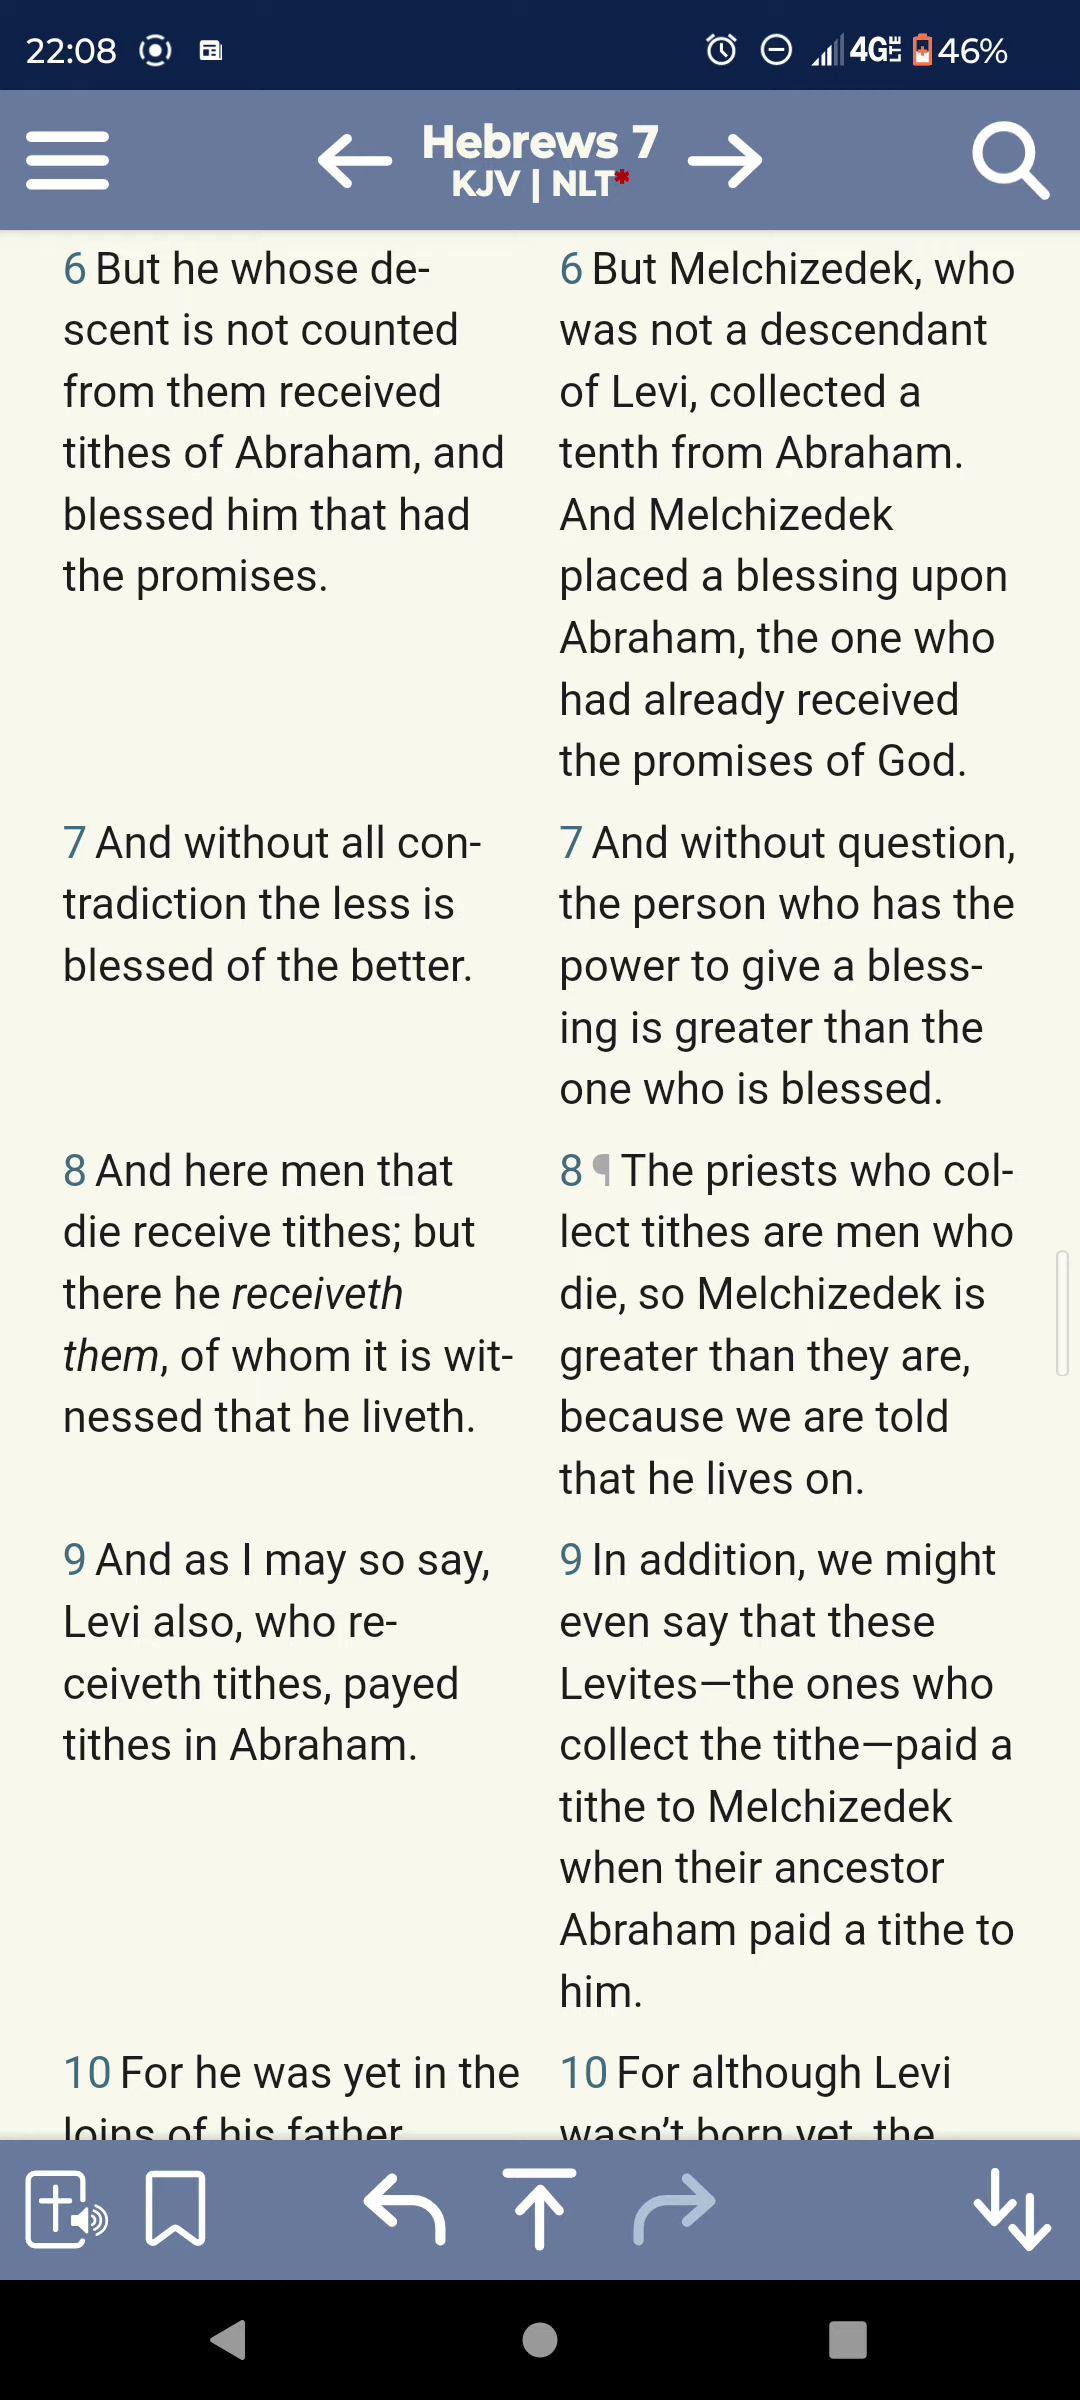 22:08 4G LTE 46%
Hebrews 7
KJV | NLT*
6 But he whose de-
scent is not counted
from them received
tithes of Abraham, and
blessed him that had
the promises.
7 And without all con-
tradiction the less is
blessed of the better.
8 And here men that
die receive tithes; but
there he receiveth
them, of whom it is wit-
nessed that he liveth.
9 And as I may so say,
Levi also, who re-
ceiveth tithes, payed
tithes in Abraham.
10 For he was yet in the
loins of his father
6 But Melchizedek, who
was not a descendant
of Levi, collected a
tenth from Abraham.
And Melchizedek
placed a blessing upon
Abraham, the one who
had already received
the promises of God.
7 And without question,
the person who has the
power to give a bless-
ing is greater than the
one who is blessed.
8 ¶ The priests who col-
lect tithes are men who
die, so Melchizedek is
greater than they are,
because we are told
that he lives on.
9 In addition, we might
even say that these
Levites—the ones who
collect the tithe—paid a
tithe to Melchizedek
when their ancestor
Abraham paid a tithe to
him.
10 For although Levi
wasn’t born yet, the